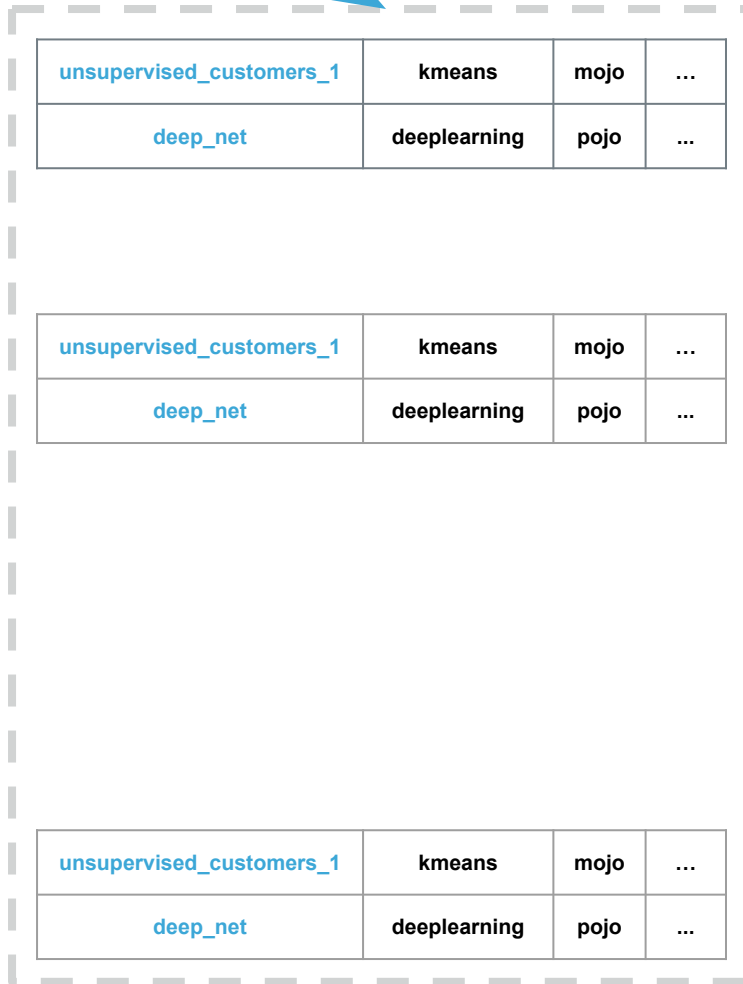 unsupervised_customers_1 kmeans mojo …
deep_net deeplearning pojo ...
unsupervised_customers_1 kmeans mojo …
deep_net deeplearning pojo ...
unsupervised_customers_1 kmeans mojo …
deep_net deeplearning pojo ...